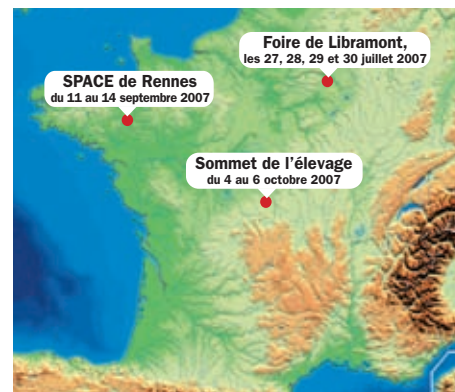 Foire de Libramont,
les 27, 28, 29 et 30 juillet 2007
SPACE de Rennes
du 11 au 14 septembre 2007
Sommet de l’élevage
du 4 au 6 octobre 2007